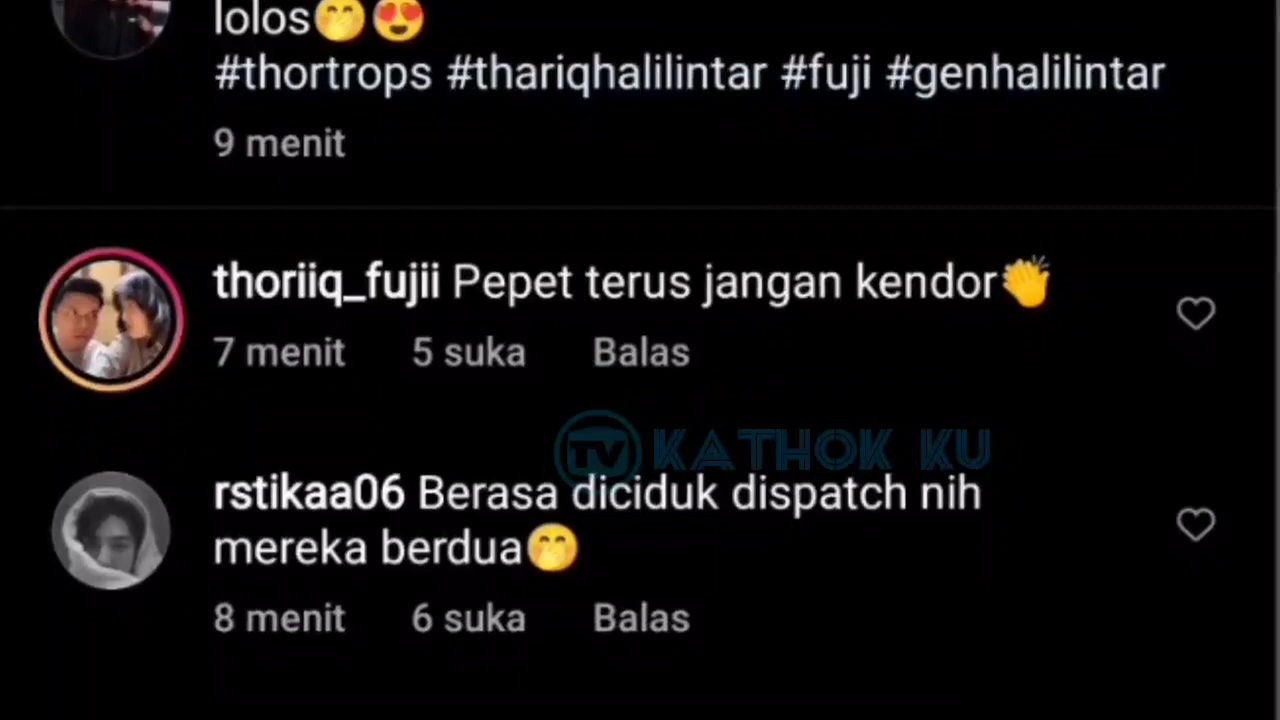 lolos🤭😍
#thortrops #thariqhalilintar #fuji #genhalilintar
9 menit
thoriiq_fujii Pepet terus jangan kendor👏
7 menit 5 suka Balas
TV KATHOK KU
rstikaa06 Berasa diciduk dispatch nih
mereka berdua🤭
8 menit 6 suka Balas